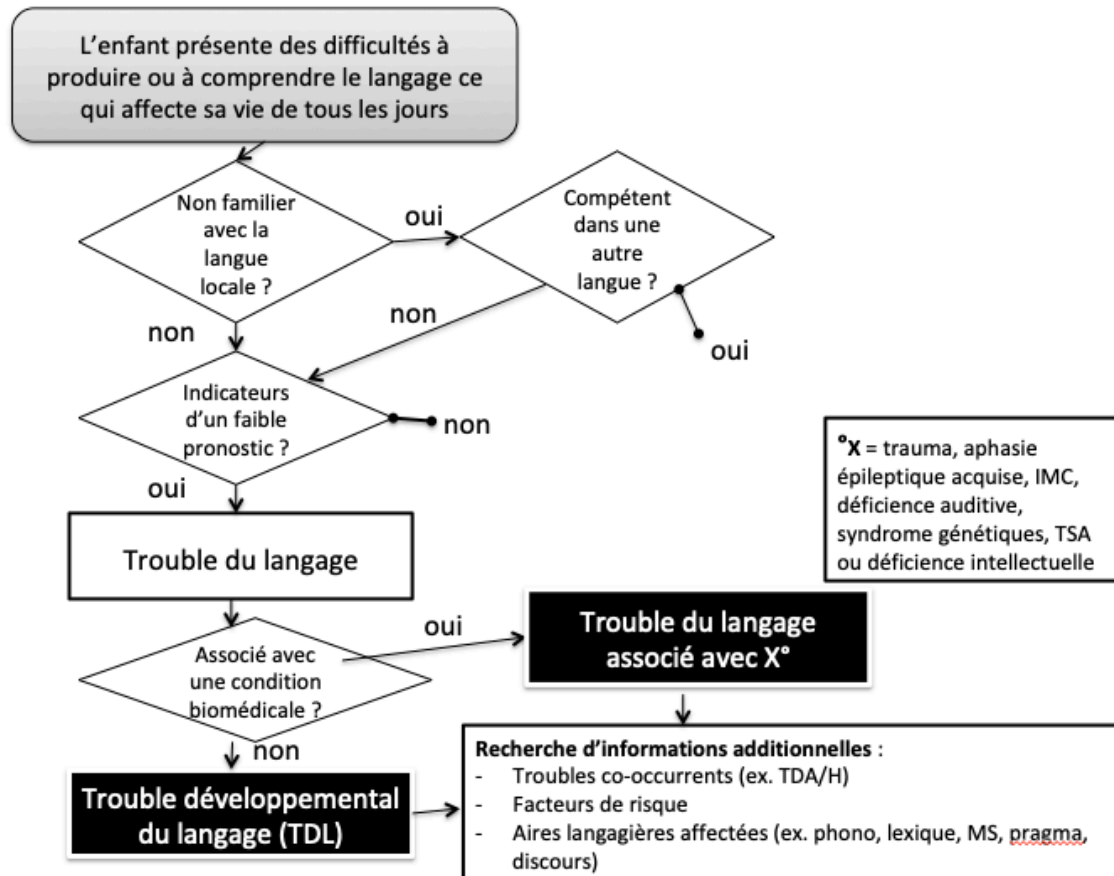 L'enfant présente des difficultés à
produire ou à comprendre le langage ce
qui affecte sa vie de tous les jours
Non familier
avec la
langue
locale ?
oui
Compétent
dans une
autre
langue ?
non
non
oui
Indicateurs
d'un faible
pronostic ?
non
oui
°X = trauma, aphasie
épileptique acquise, IMC,
déficience auditive,
syndrome génétiques, TSA
ou déficience intellectuelle
Trouble du langage
oui
Trouble du langage
associé avec X°
Associé avec
une condition
biomédicale ?
non
Trouble développemental
du langage (TDL)
Recherche d'informations additionnelles :
- Troubles co-occurrents (ex. TDA/H)
- Facteurs de risque
- Aires langagières affectées (ex. phono, lexique, MS, pragma,
discours)